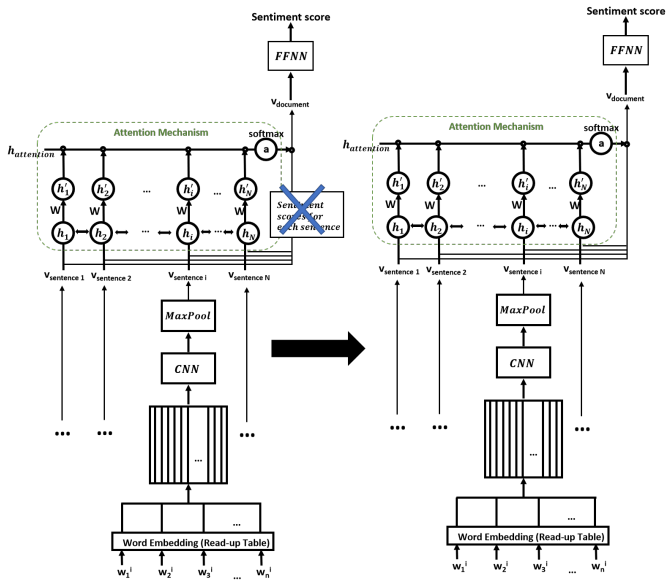 Sentiment score
FFNN
v_document
Attention Mechanism
softmax
h_attention
a
h'_1 h'_2 ... h'_i ... h'_N
W W W W
Sentiment
scores for
each sentence
h_1 h_2 ... h_i ... h_N
v_sentence 1 v_sentence 2 v_sentence i v_sentence N
MaxPool
CNN
... ... ...
...
...
Word Embedding (Read-up Table)
w_1^i w_2^i w_3^i ... w_n^i
Sentiment score
FFNN
v_document
Attention Mechanism
softmax
h_attention
a
h'_1 h'_2 ... h'_i ... h'_N
W W W W
h_1 h_2 ... h_i ... h_N
v_sentence 1 v_sentence 2 v_sentence i v_sentence N
MaxPool
CNN
... ... ...
...
...
Word Embedding (Read-up Table)
w_1^i w_2^i w_3^i ... w_n^i